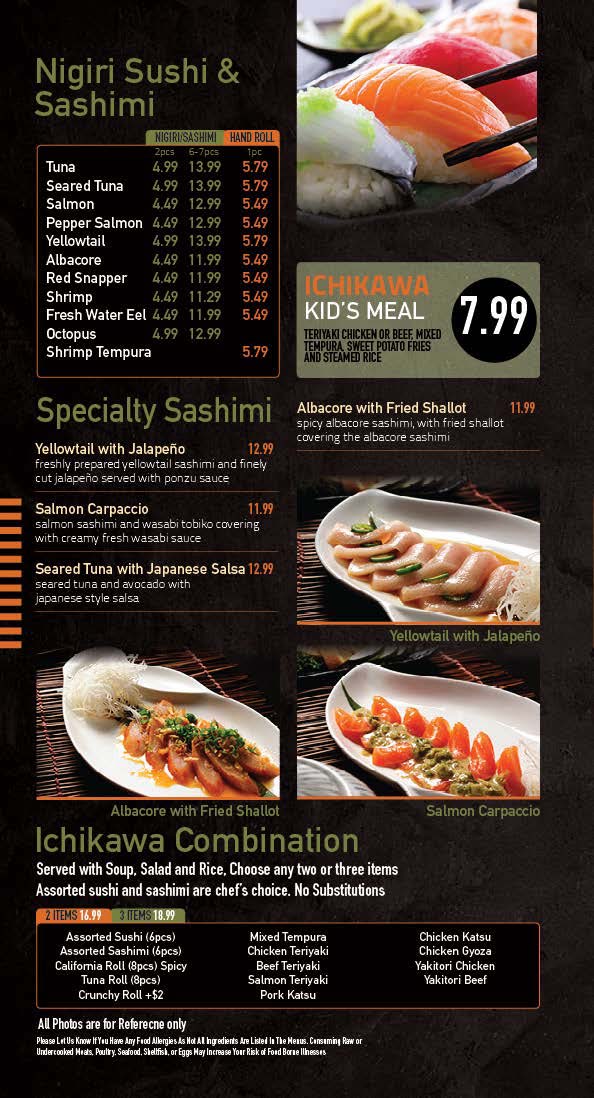 Nigiri Sushi &
Sashimi
NIGIRI/SASHIMI HAND ROLL
2pcs 6-7pcs 1pc
Tuna 4.99 13.99 5.79
Seared Tuna 4.99 13.99 5.79
Salmon 4.49 12.99 5.49
Pepper Salmon 4.49 12.99 5.49
Yellowtail 4.99 13.99 5.79
Albacore 4.49 11.99 5.49
Red Snapper 4.49 11.99 5.49
Shrimp 4.49 11.29 5.49
Fresh Water Eel 4.49 11.99 5.49
Octopus 4.99 12.99
Shrimp Tempura 5.79
ICHIKAWA
KID'S MEAL
TERIYAKI CHICKEN OR BEEF, MIXED
TEMPURA, SWEET POTATO FRIES
AND STEAMED RICE
7.99
Specialty Sashimi
Yellowtail with Jalapeño 12.99
freshly prepared yellowtail sashimi and finely
cut jalapeño served with ponzu sauce
Salmon Carpaccio 11.99
salmon sashimi and wasabi tobiko covering
with creamy fresh wasabi sauce
Seared Tuna with Japanese Salsa 12.99
seared tuna and avocado with
japanese style salsa
Albacore with Fried Shallot 11.99
spicy albacore sashimi, with fried shallot
covering the albacore sashimi
Yellowtail with Jalapeño
Albacore with Fried Shallot
Salmon Carpaccio
Ichikawa Combination
Served with Soup, Salad and Rice, Choose any two or three items
Assorted sushi and sashimi are chef's choice. No Substitutions
2 ITEMS 16.99 3 ITEMS 18.99
Assorted Sushi (6pcs)
Assorted Sashimi (6pcs)
California Roll (8pcs) Spicy
Tuna Roll (8pcs)
Crunchy Roll +$2
Mixed Tempura
Chicken Teriyaki
Beef Teriyaki
Salmon Teriyaki
Pork Katsu
Chicken Katsu
Chicken Gyoza
Yakitori Chicken
Yakitori Beef
All Photos are for Referecne only
Please Let Us Know If You Have Any Food Allergies As Not All Ingredients Are Listed In The Menus. Consuming Raw or
Undercooked Meats, Poultry, Seafood, Shellfish, or Eggs May Increase Your Risk of Food Borne Illnesses